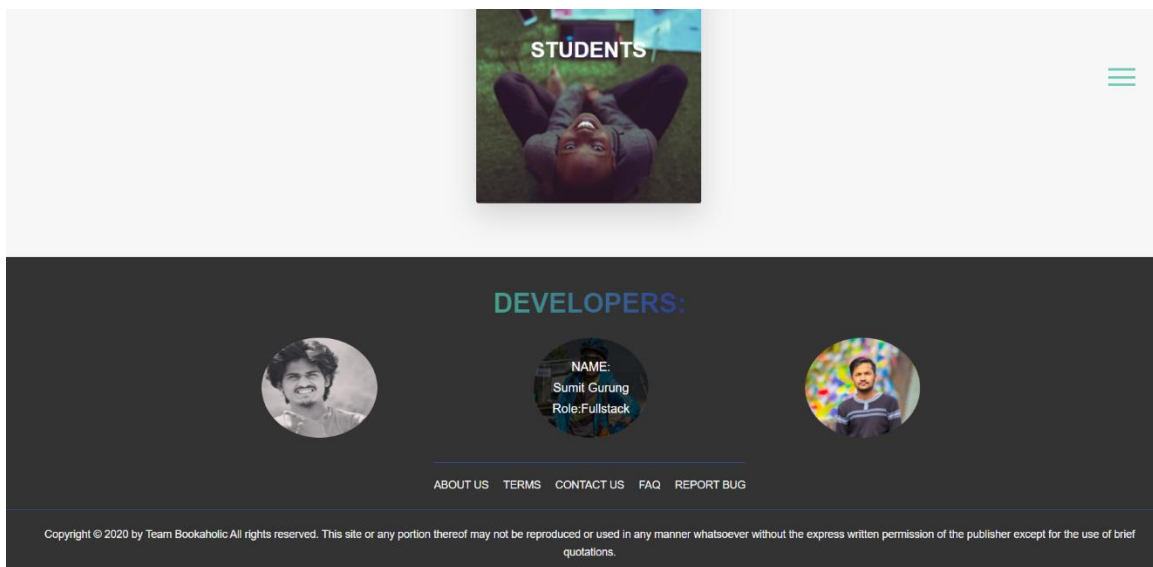 STUDENTS
DEVELOPERS:
NAME:
Sumit Gurung
Role:Fullstack
ABOUT US TERMS CONTACT US FAQ REPORT BUG
Copyright © 2020 by Team Bookaholic All rights reserved. This site or any portion thereof may not be reproduced or used in any manner whatsoever without the express written permission of the publisher except for the use of brief
quotations.